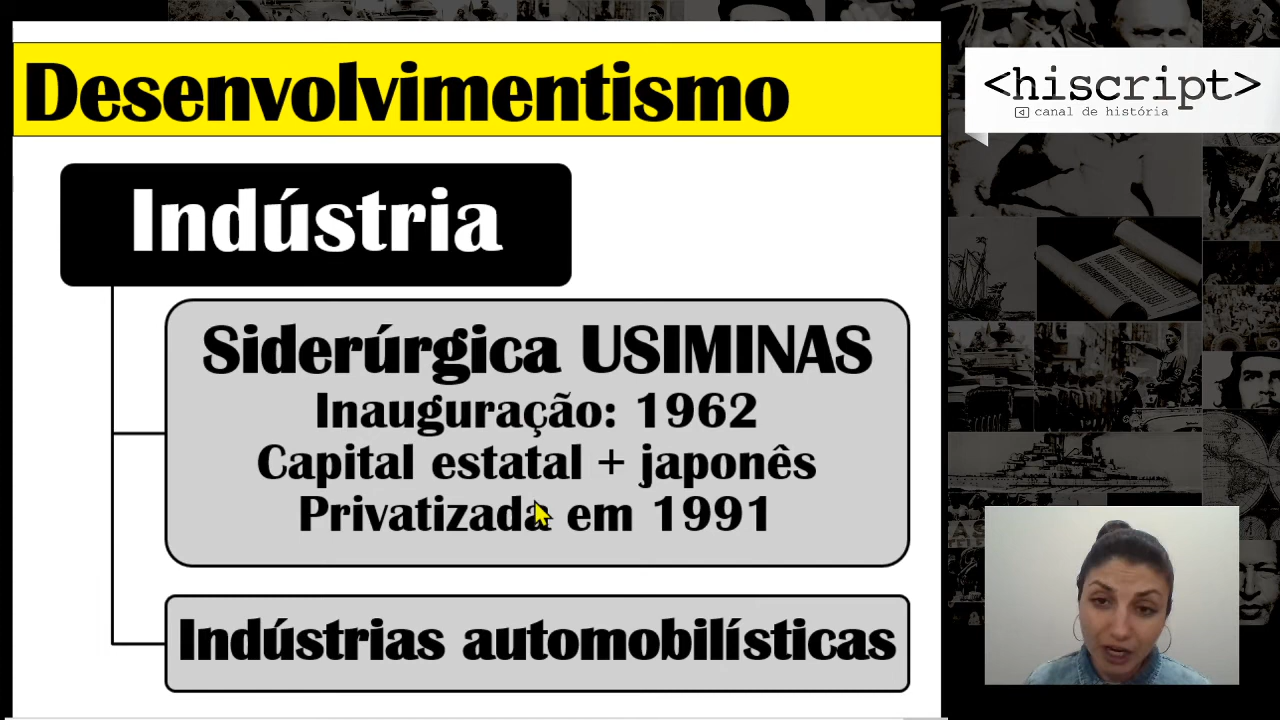 Desenvolvimentismo
<hiscript>
canal de história
Indústria
Siderúrgica USIMINAS
Inauguração: 1962
Capital estatal + japonês
Privatizada em 1991
Indústrias automobilísticas